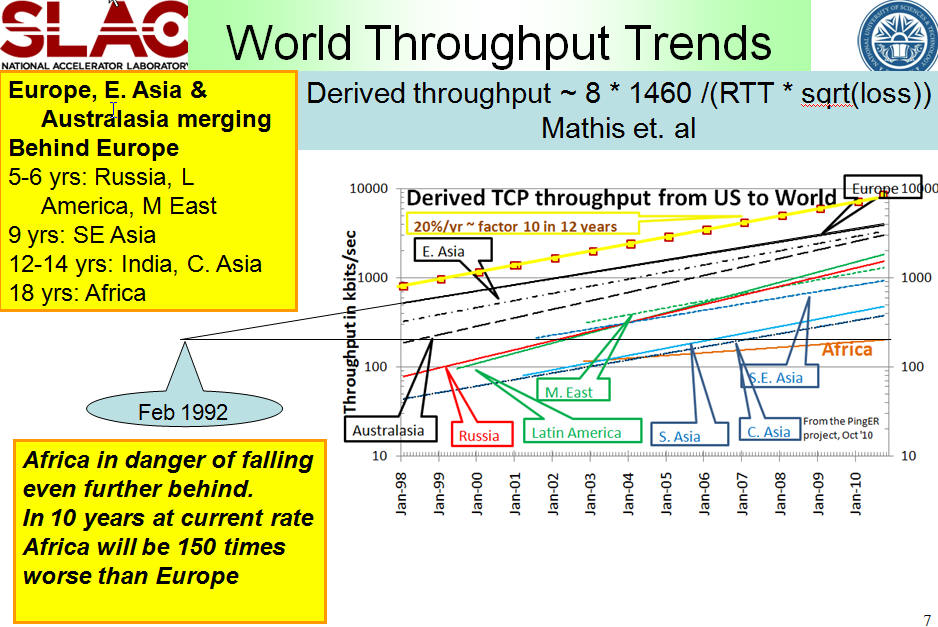 SLAC
NATIONAL ACCELERATOR LABORATORY
World Throughput Trends
Europe, E. Asia &
Australasia merging
Behind Europe
5-6 yrs: Russia, L
America, M East
9 yrs: SE Asia
12-14 yrs: India, C. Asia
18 yrs: Africa
Derived throughput ~ 8 * 1460 /(RTT * sqrt(loss))
Mathis et. al
Derived TCP throughput from US to World
20%/yr ~ factor 10 in 12 years
Europe
E. Asia
Throughput in kbits/sec
10000
1000
100
10
10000
1000
100
10
Africa
S.E. Asia
M. East
Australasia
Russia
Latin America
S. Asia
C. Asia
From the PingER
project, Oct '10
Jan-98
Jan-99
Jan-00
Jan-01
Jan-02
Jan-03
Jan-04
Jan-05
Jan-06
Jan-07
Jan-08
Jan-09
Jan-10
Feb 1992
Africa in danger of falling
even further behind.
In 10 years at current rate
Africa will be 150 times
worse than Europe
7